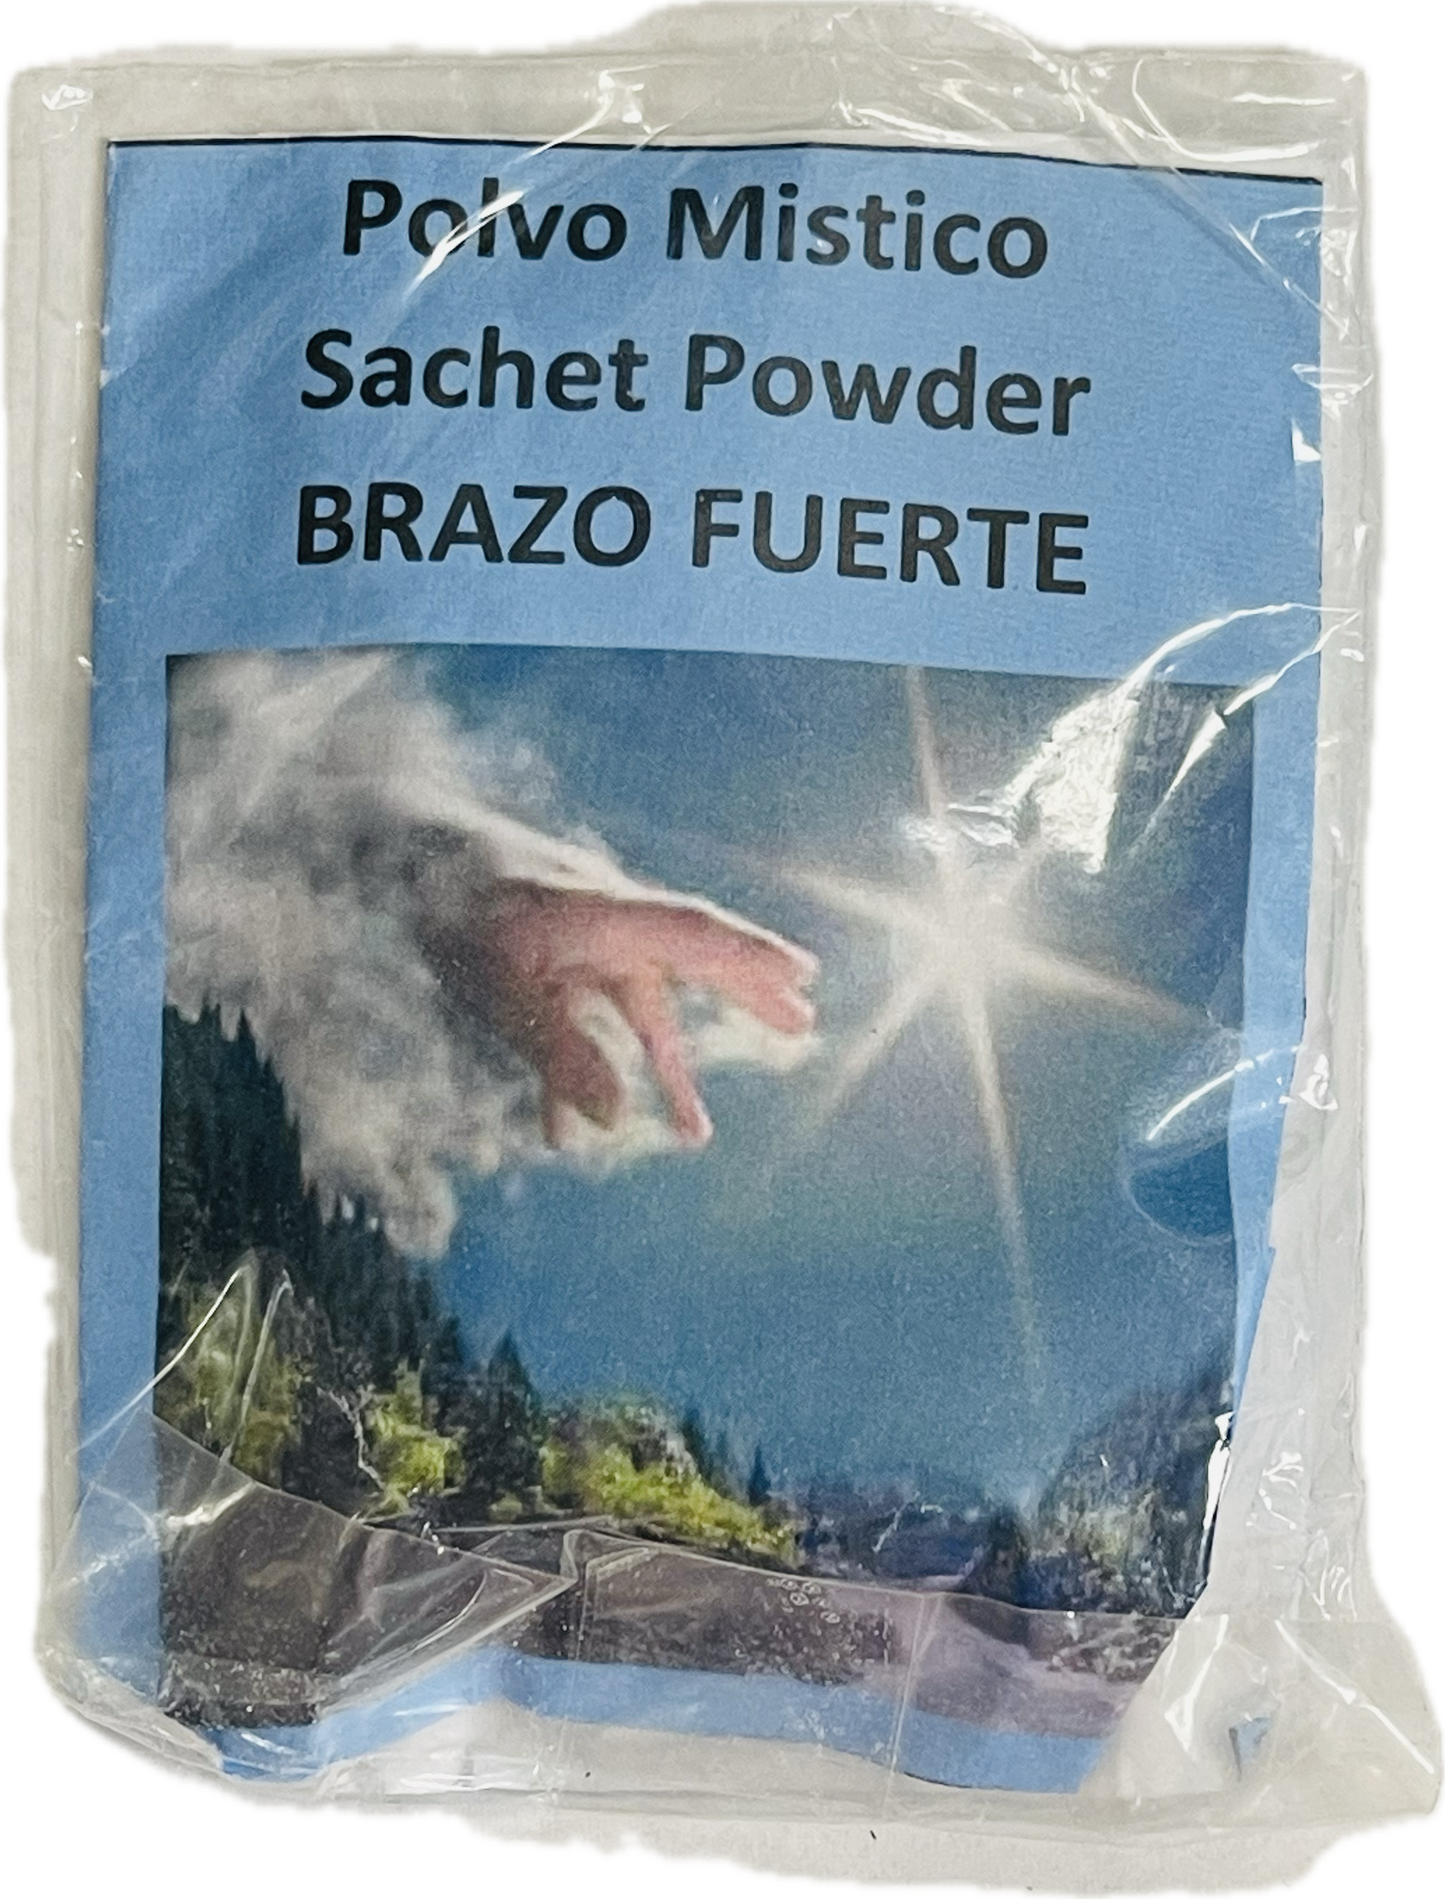 Polvo Mistico
Sachet Powder
BRAZO FUERTE